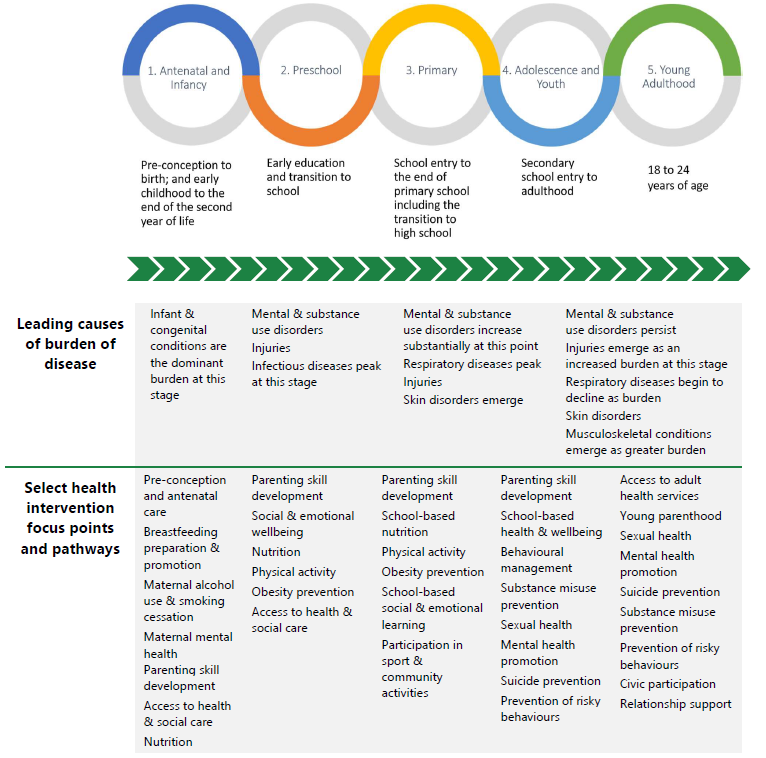 1. Antenatal and
Infancy
2. Preschool
3. Primary
4. Adolescence and
Youth
5. Young
Adulthood
Pre-conception to
birth; and early
childhood to the
end of the second
year of life
Early education
and transition to
school
School entry to
the end of
primary school
including the
transition to
high school
Secondary
school entry to
adulthood
18 to 24
years of age
Leading causes
of burden of
disease
Infant &
congenital
conditions are
the dominant
burden at this
stage
Mental & substance
use disorders
Injuries
Infectious diseases peak
at this stage
Mental & substance
use disorders increase
substantially at this point
Respiratory diseases peak
Injuries
Skin disorders emerge
Mental & substance
use disorders persist
Injuries emerge as an
increased burden at this stage
Respiratory diseases begin to
decline as burden
Skin disorders
Musculoskeletal conditions
emerge as greater burden
Select health
intervention
focus points
and pathways
Pre-conception
and antenatal
care
Breastfeeding
preparation &
promotion
Maternal alcohol
use & smoking
cessation
Maternal mental
health
Parenting skill
development
Access to health
& social care
Nutrition
Parenting skill
development
Social & emotional
wellbeing
Nutrition
Physical activity
Obesity prevention
Access to health &
social care
Parenting skill
development
School-based
nutrition
Physical activity
Obesity prevention
School-based
social & emotional
learning
Participation in
sport &
community
activities
Parenting skill
development
School-based
health & wellbeing
Behavioural
management
Substance misuse
prevention
Sexual health
Mental health
promotion
Suicide prevention
Prevention of risky
behaviours
Access to adult
health services
Young parenthood
Sexual health
Mental health
promotion
Suicide prevention
Substance misuse
prevention
Prevention of risky
behaviours
Civic participation
Relationship support